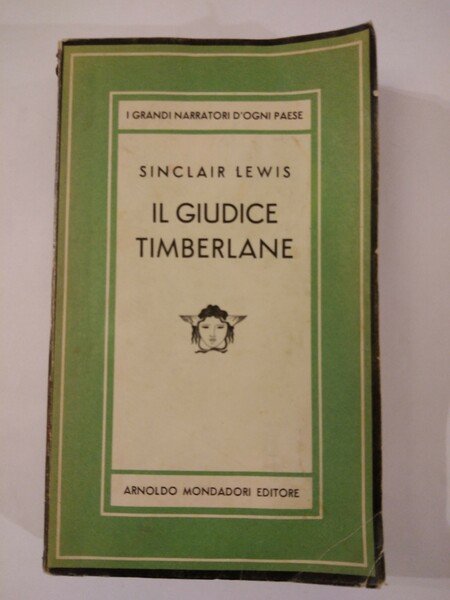 I GRANDI NARRATORI D'OGNI PAESE
SINCLAIR LEWIS
IL GIUDICE
TIMBERLANE
ARNOLDO MONDADORI EDITORE